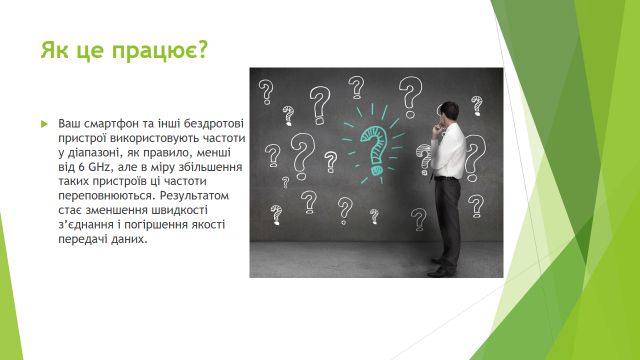 Як це працює?
Ваш смартфон та інші бездротові
пристрої використовують частоти
у діапазоні, як правило, менші
від 6 GHz, але в міру збільшення
таких пристроїв ці частоти
переповнюються. Результатом
стає зменшення швидкості
з’єднання і погіршення якості
передачі даних.